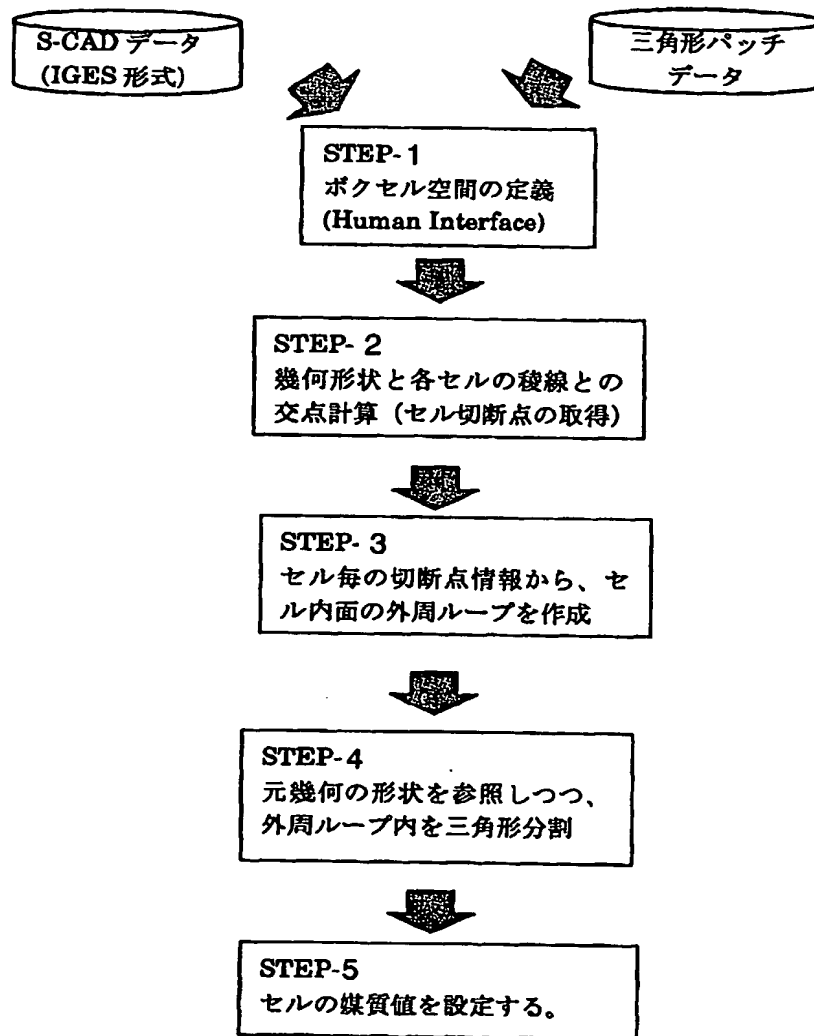 S-CAD データ
(IGES 形式)
三角形パッチ
データ
STEP-1
ボクセル空間の定義
(Human Interface)
STEP- 2
幾何形状と各セルの稜線との
交点計算（セル切断点の取得）
STEP- 3
セル毎の切断点情報から、セ
ル内面の外周ループを作成
STEP-4
元幾何の形状を参照しつつ、
外周ループ内を三角形分割
STEP-5
セルの媒質値を設定する。